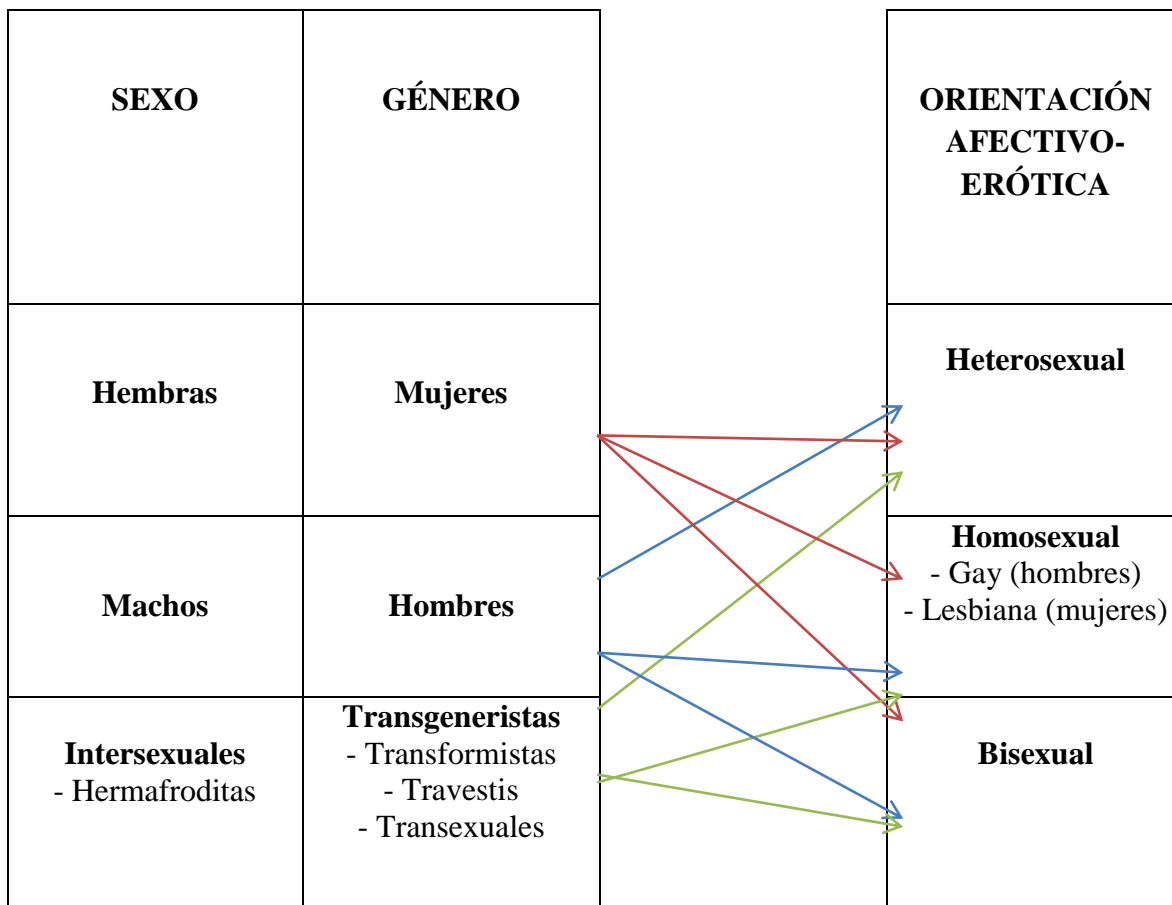 SEXO
GÉNERO
ORIENTACIÓN
AFECTIVO-
ERÓTICA
Hembras
Mujeres
Heterosexual
Machos
Hombres
Homosexual
- Gay (hombres)
- Lesbiana (mujeres)
Intersexuales
- Hermafroditas
Transgeneristas
- Transformistas
- Travestis
- Transexuales
Bisexual